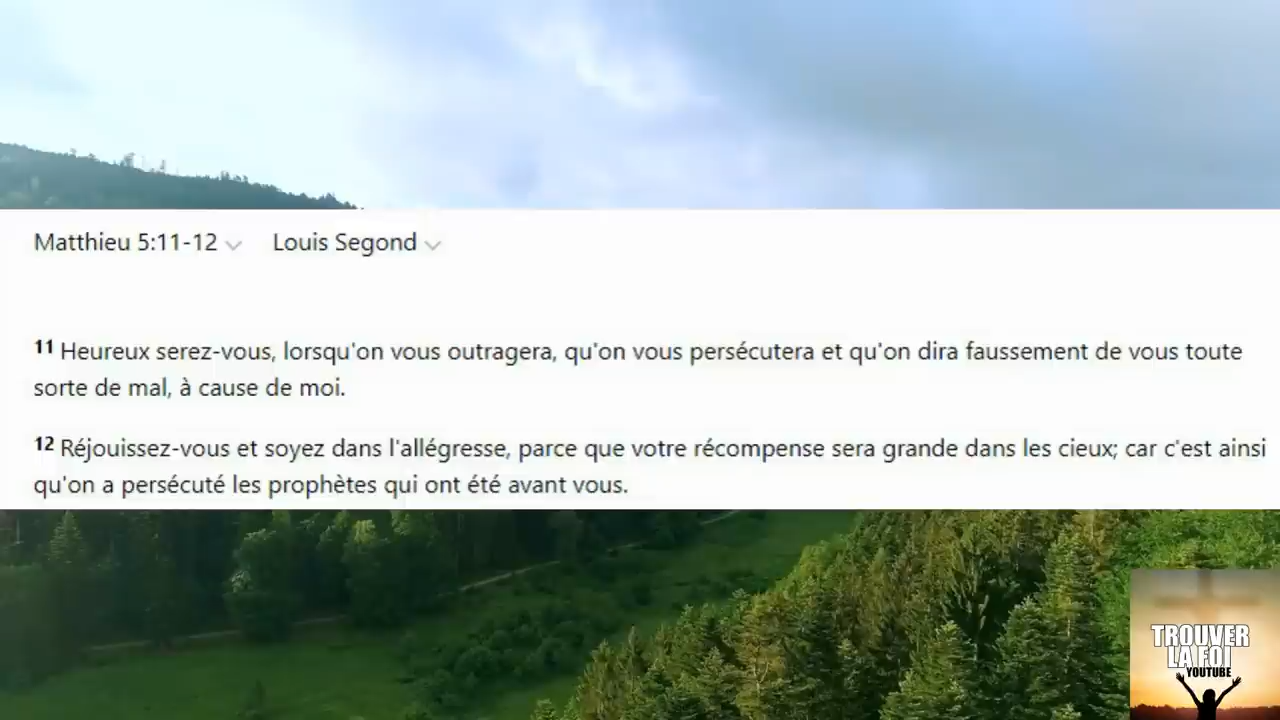 Matthieu 5:11-12 Louis Segond
11 Heureux serez-vous, lorsqu'on vous outragera, qu'on vous persécutera et qu'on dira faussement de vous toute
sorte de mal, à cause de moi.
12 Réjouissez-vous et soyez dans l'allégresse, parce que votre récompense sera grande dans les cieux; car c'est ainsi
qu'on a persécuté les prophètes qui ont été avant vous.
TROUVER
LA FOI
YOUTUBE